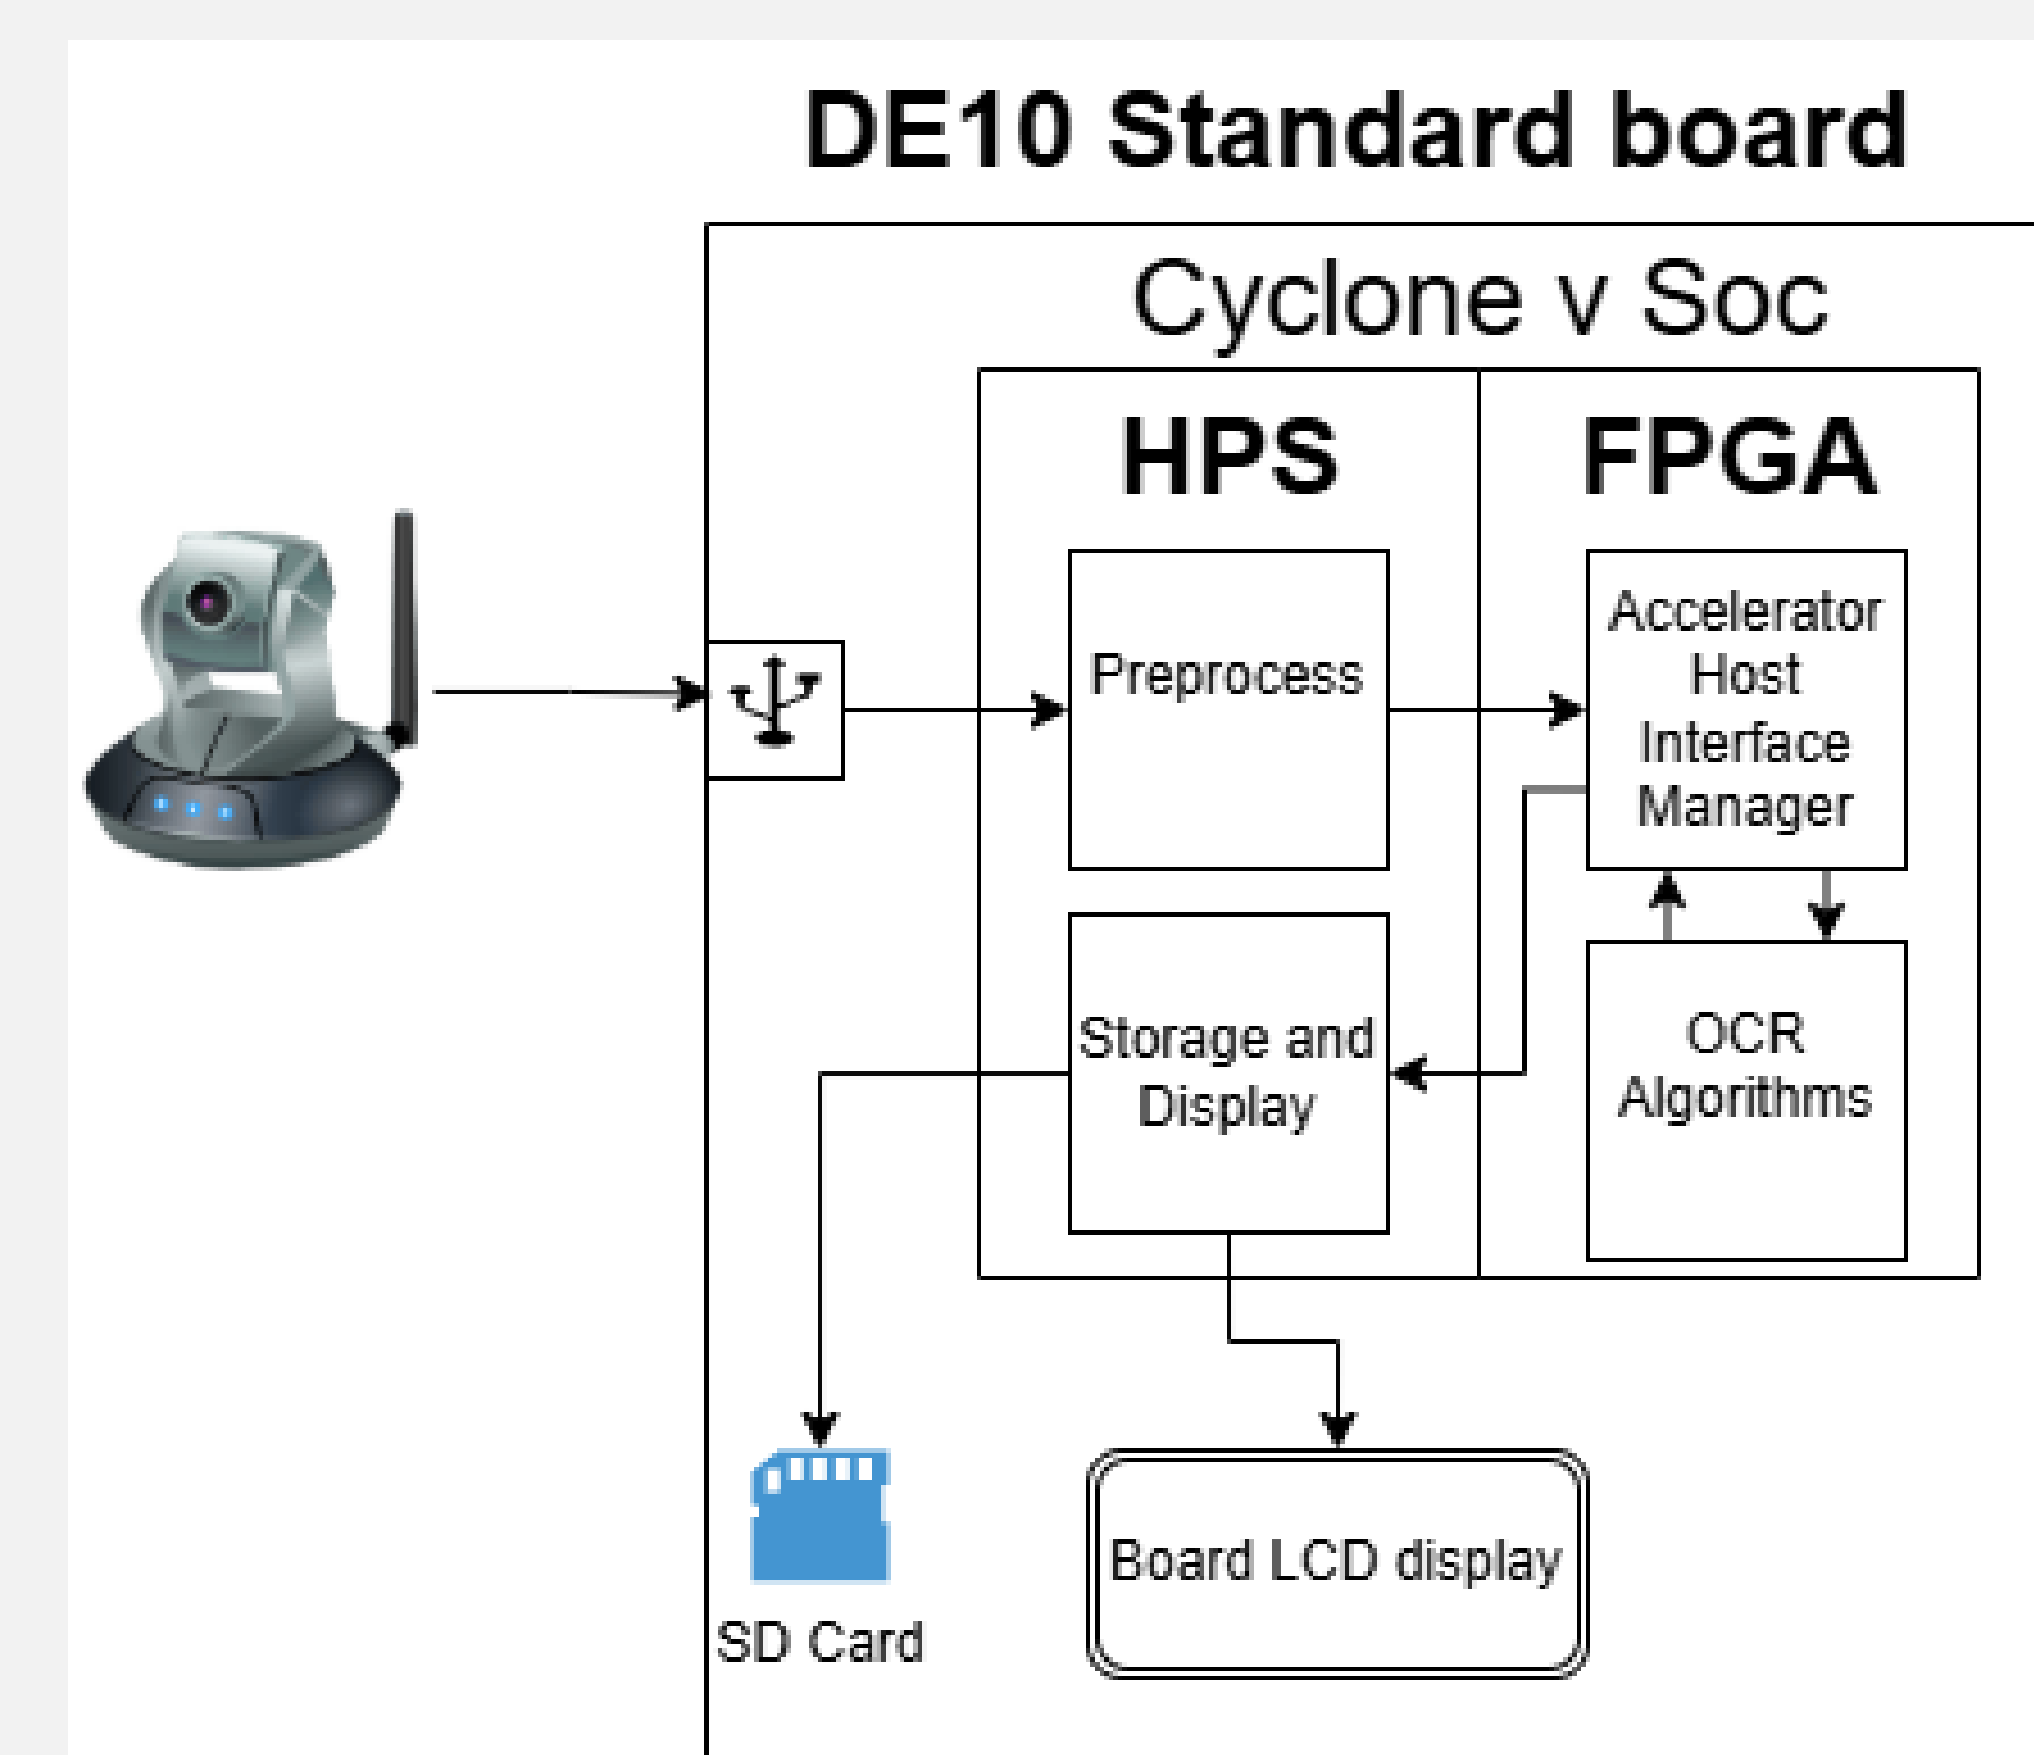 DE10 Standard board
Cyclone v Soc
HPS
FPGA
Preprocess
Accelerator
Host
Interface
Manager
Storage and
Display
OCR
Algorithms
Board LCD display
SD Card